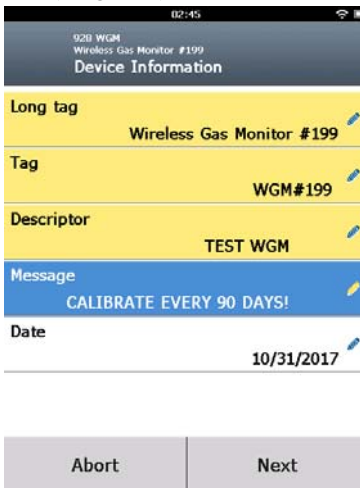 02:45
928 WGM
Wireless Gas Monitor #199
Device Information
Long tag
Wireless Gas Monitor #199
Tag
WGM#199
Descriptor
TEST WGM
Message
CALIBRATE EVERY 90 DAYS!
Date
10/31/2017
Abort Next